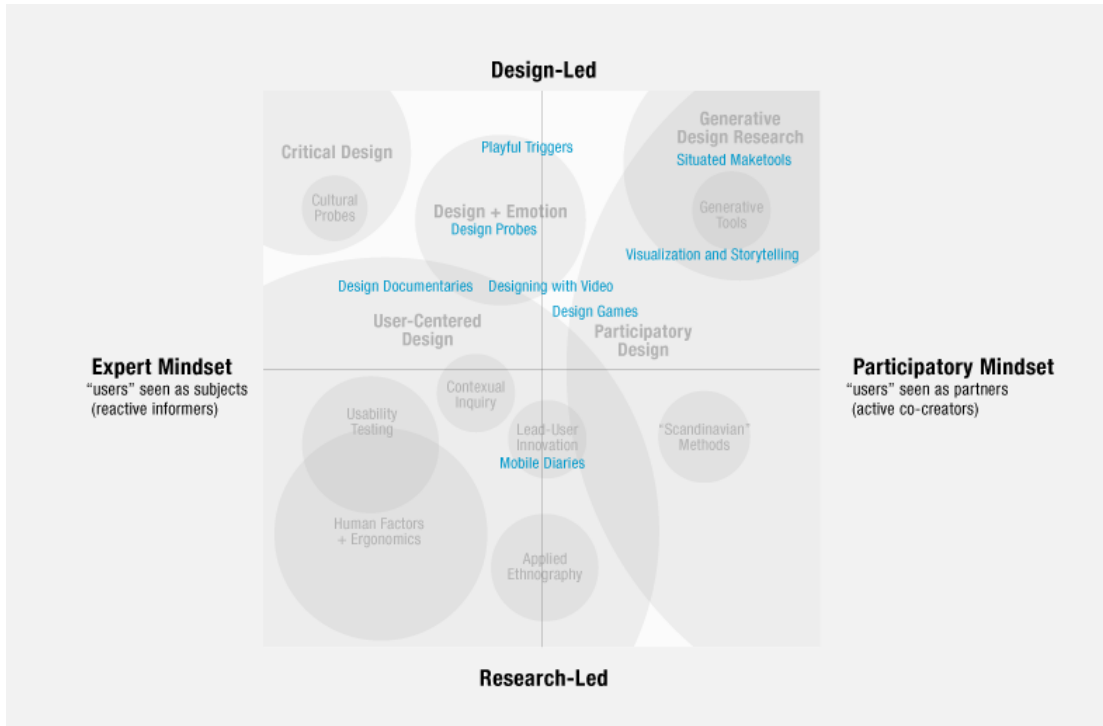 Design-Led
Generative
Design Research
Playful Triggers
Critical Design
Situated Maketools
Cultural
Probes
Generative
Tools
Design + Emotion
Design Probes
Visualization and Storytelling
Design Documentaries
Designing with Video
Design Games
User-Centered
Design
Participatory
Design
Expert Mindset
“users” seen as subjects
(reactive informers)
Participatory Mindset
“users” seen as partners
(active co-creators)
Contexual
Inquiry
Usability
Testing
Lead-User
Innovation
Mobile Diaries
“Scandinavian”
Methods
Human Factors
+ Ergonomics
Applied
Ethnography
Research-Led